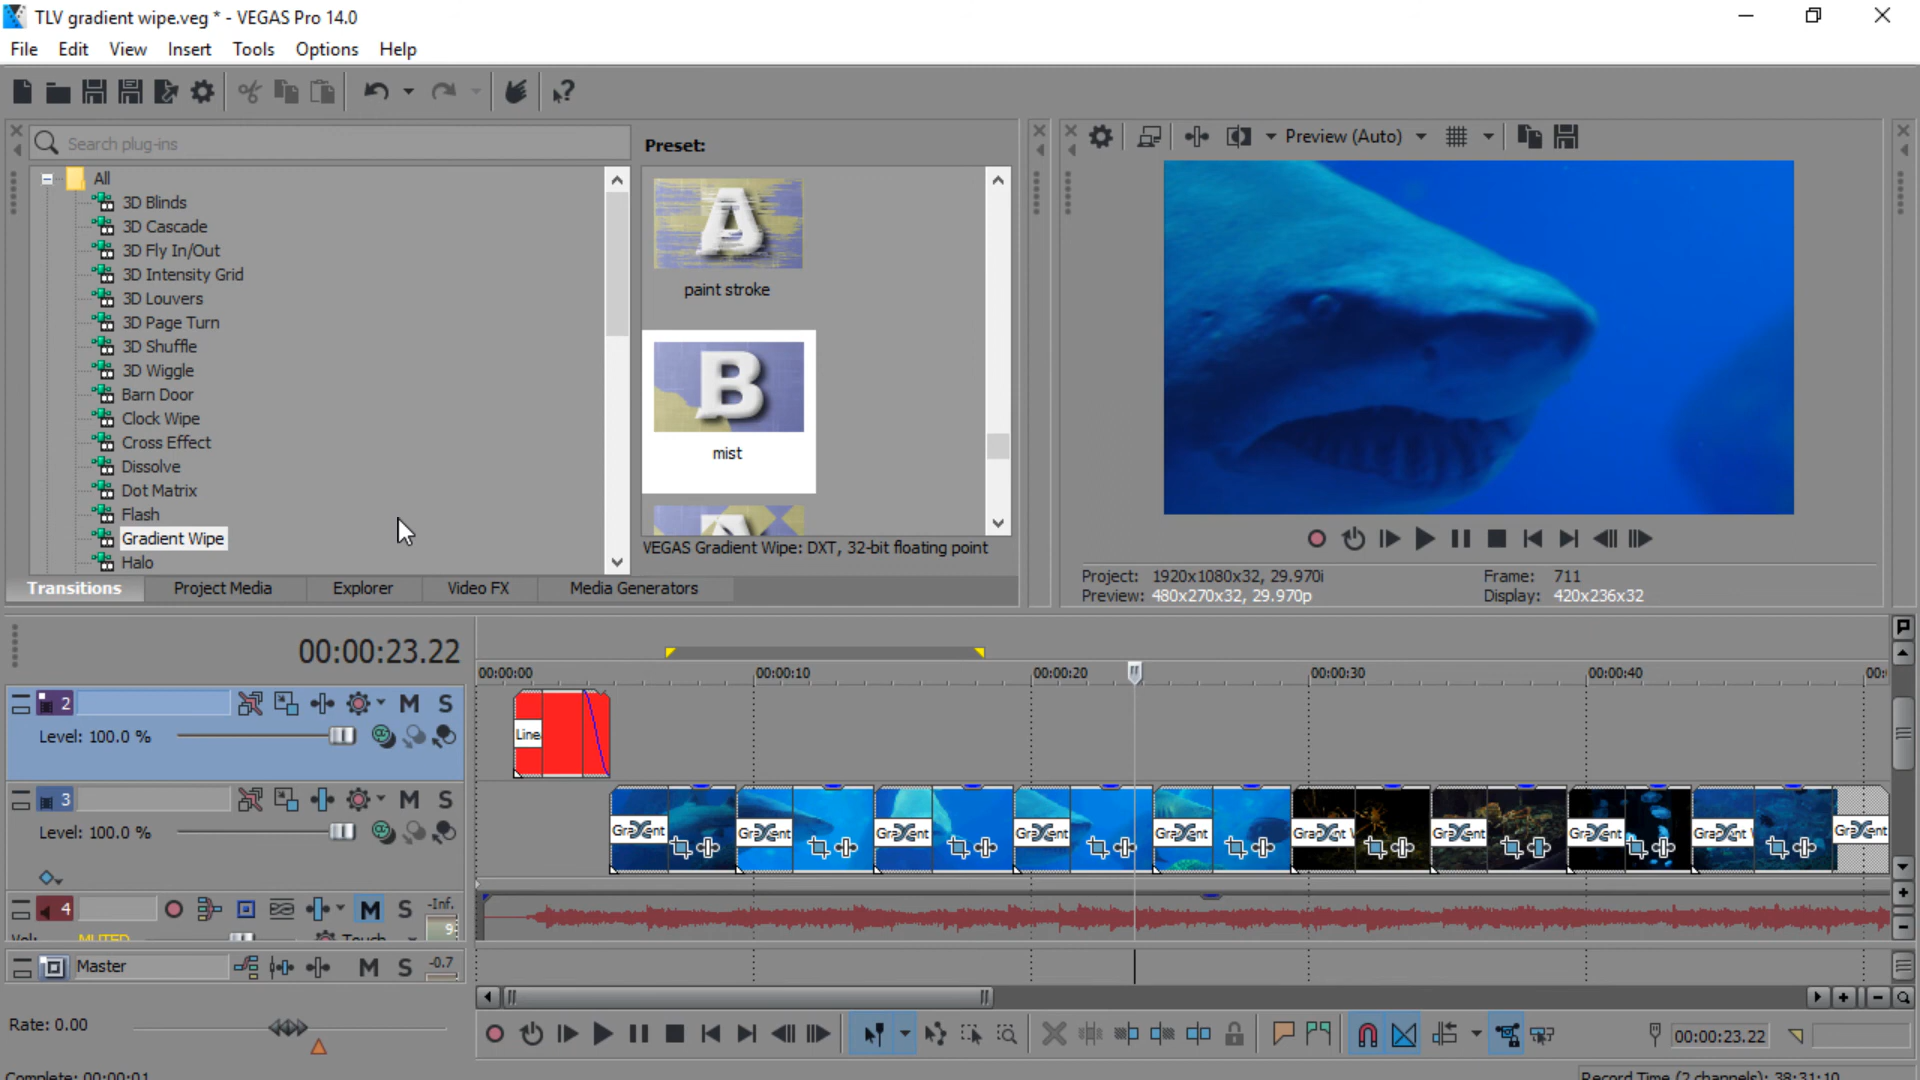 TLV gradient wipe.veg * - VEGAS Pro 14.0
File Edit View Insert Tools Options Help
Search plug-ins
Preset:
Preview (Auto)
All
3D Blinds
3D Cascade
3D Fly In/Out
3D Intensity Grid
3D Louvers
3D Page Turn
3D Shuffle
3D Wiggle
Barn Door
Clock Wipe
Cross Effect
Dissolve
Dot Matrix
Flash
Gradient Wipe
Halo
paint stroke
mist
VEGAS Gradient Wipe: DXT, 32-bit floating point
Transitions Project Media Explorer Video FX Media Generators
Project: 1920x1080x32, 29.970i Frame: 711
Preview: 480x270x32, 29.970p Display: 420x236x32
00:00:23.22
00:00:00 00:00:10 00:00:20 00:00:30 00:00:40
2 M S
Level: 100.0 %
Line
3 M S
Level: 100.0 %
4 M S -Inf.
9
MUTED Touch
Master M S -0.7
Rate: 0.00
00:00:23.22
Complete: 00:00:01
Record Time (2 channels): 38:31:10